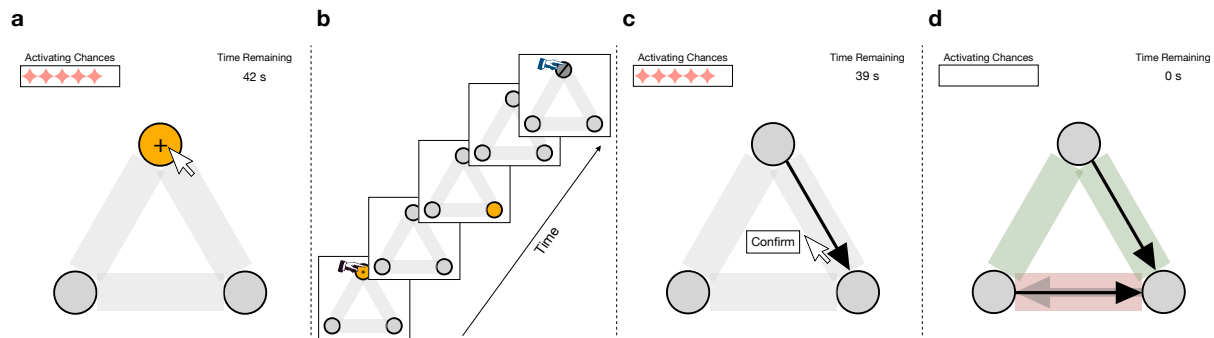 a
Activating Chances
Time Remaining
42 s
+
b
Time
c
Activating Chances
Time Remaining
39 s
Confirm
d
Activating Chances
Time Remaining
0 s